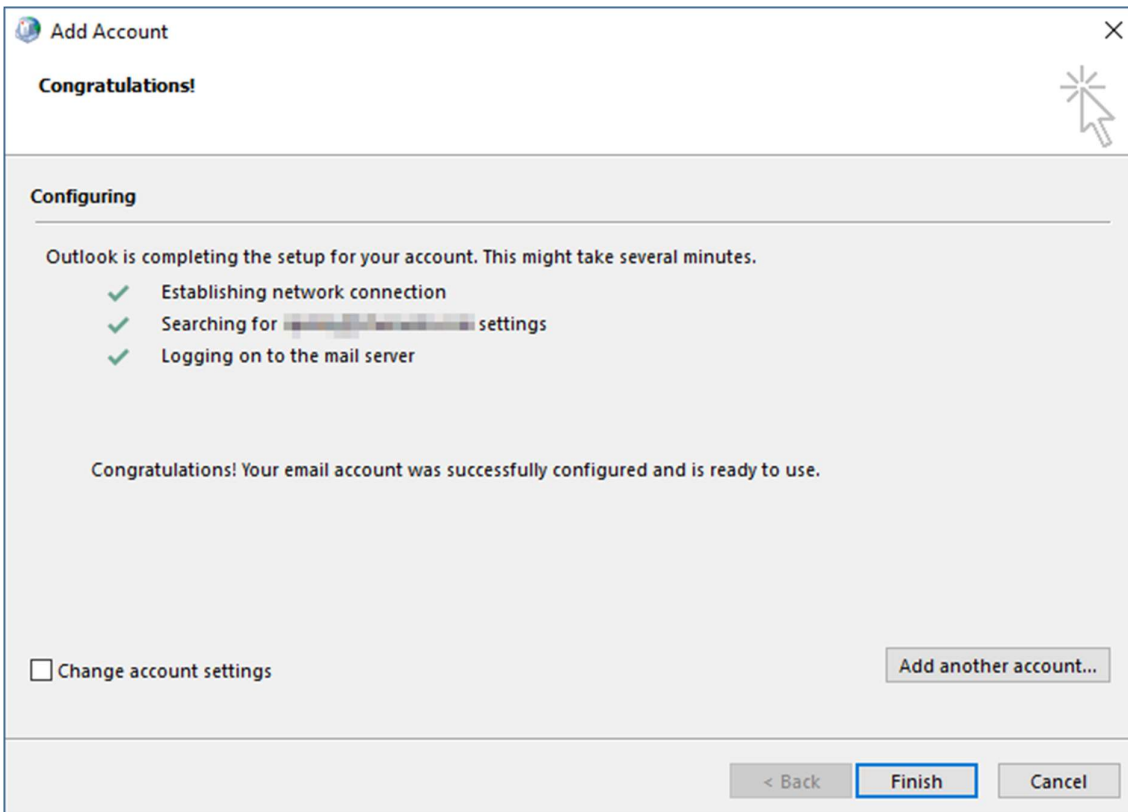 Add Account
Congratulations!
Configuring
Outlook is completing the setup for your account. This might take several minutes.
Establishing network connection
Searching for settings
Logging on to the mail server
Congratulations! Your email account was successfully configured and is ready to use.
Change account settings
Add another account...
< Back
Finish
Cancel